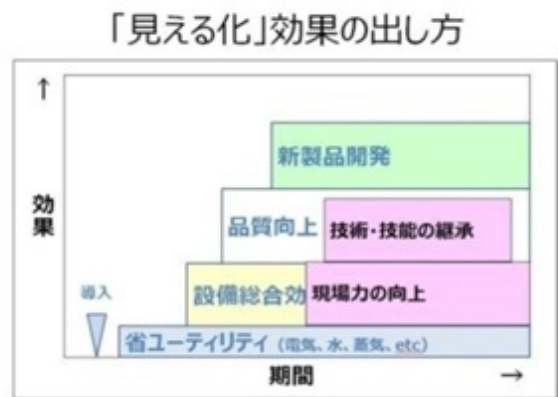 「見える化」効果の出し方
↑
効果
新製品開発
品質向上
技術・技能の継承
設備総合効
現場力の向上
導入
省ユーティリティ（電気、水、蒸気、etc）
期間 →